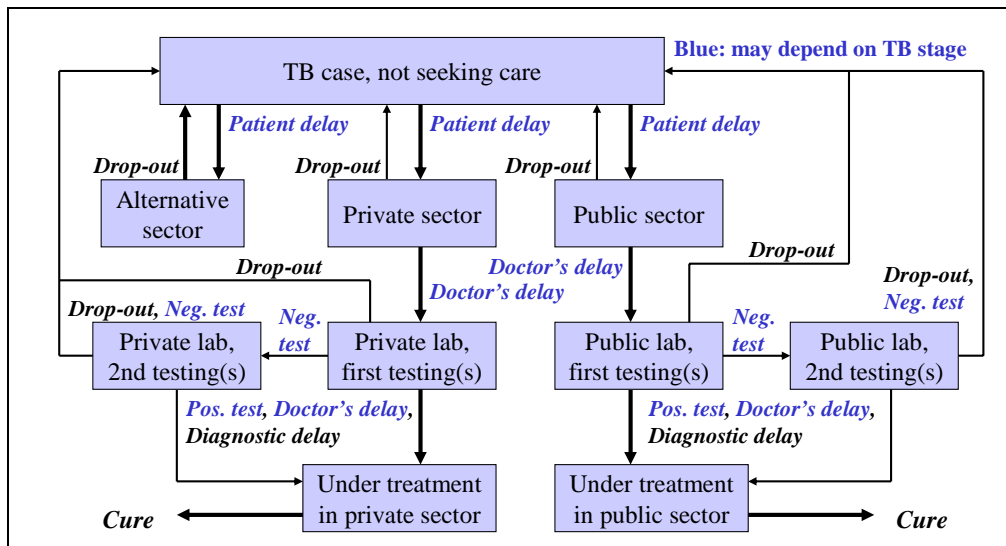 Blue: may depend on TB stage
TB case, not seeking care
Patient delay
Patient delay
Patient delay
Drop-out
Drop-out
Drop-out
Alternative
sector
Private sector
Public sector
Drop-out
Doctor's delay
Doctor's delay
Drop-out
Drop-out,
Neg. test
Drop-out, Neg. test
Neg.
test
Neg.
test
Private lab,
2nd testing(s)
Private lab,
first testing(s)
Public lab,
first testing(s)
Public lab,
2nd testing(s)
Pos. test, Doctor's delay,
Diagnostic delay
Pos. test, Doctor's delay,
Diagnostic delay
Under treatment
in private sector
Under treatment
in public sector
Cure
Cure